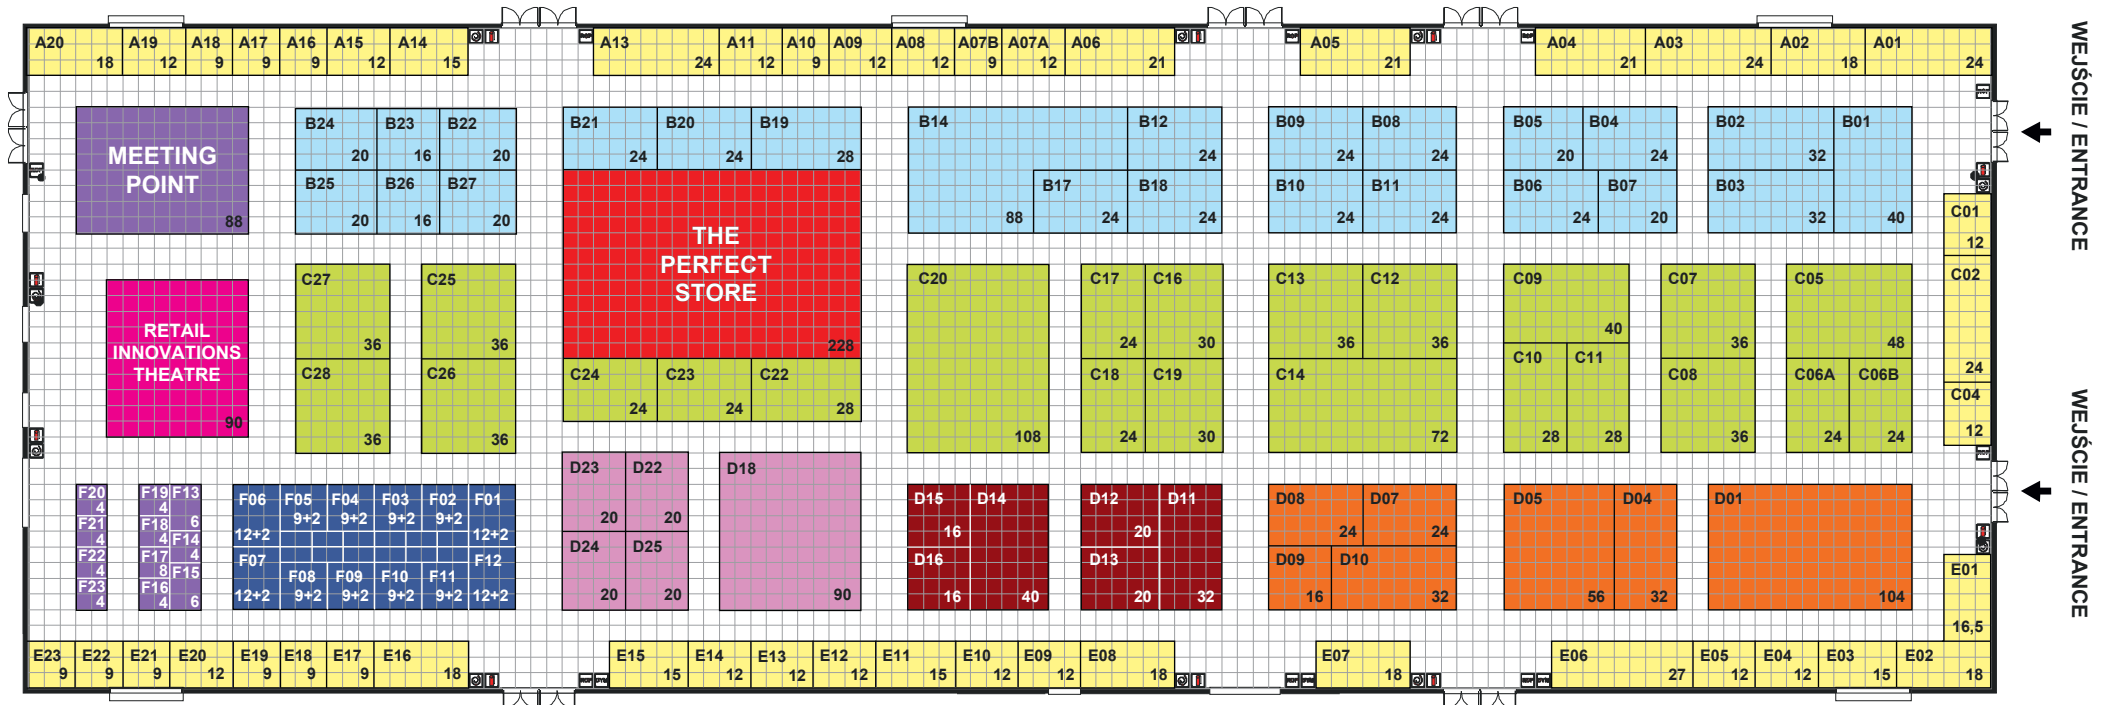 A20 A19 A18 A17 A16 A15 A14 A13 A11 A10 A09 A08 A07B A07A A06 A05 A04 A03 A02 A01
18 12 9 9 9 12 15 24 12 9 12 12 9 12 21 21 21 24 18 24
WEJŚCIE / ENTRANCE
B24 B23 B22 B21 B20 B19 B14 B12 B09 B08 B05 B04 B02 B01
20 16 20 24 24 28 24 24 24 20 24 32
MEETING
POINT
88
B25 B26 B27 B17 B18 B10 B11 B06 B07 B03
20 16 20 88 24 24 24 24 24 20 32 40
THE
PERFECT
STORE
228
C01
12
C02
24
C04
12
C27 C25 C20 C17 C16 C13 C12 C09 C07 C05
36 36 24 30 36 36 40 36 48
RETAIL
INNOVATIONS
THEATRE
90
C28 C26 C24 C23 C22 C18 C19 C14 C10 C11 C08 C06A C06B
24 24 28
36 36 108 24 30 72 28 28 36 24 24
WEJŚCIE / ENTRANCE
D23 D22 D18 D15 D14 D12 D11 D08 D07 D05 D04 D01
20 20 16 20 24 24
D24 D25 D16 D13 D09 D10
20 20 90 16 40 20 32 16 32 56 32 104
F20 F19 F13 F06 F05 F04 F03 F02 F01
4 4 6 12+2 9+2 9+2 9+2 9+2 12+2
F21 F18 F14
4 4 4
F22 F17 F15 F07 F08 F09 F10 F11 F12
4 8 6 12+2 9+2 9+2 9+2 9+2 12+2
F23 F16
4 4
E01
16,5
E23 E22 E21 E20 E19 E18 E17 E16 E15 E14 E13 E12 E11 E10 E09 E08 E07 E06 E05 E04 E03 E02
9 9 9 12 9 9 9 18 15 12 12 12 15 12 12 18 18 27 12 12 15 18